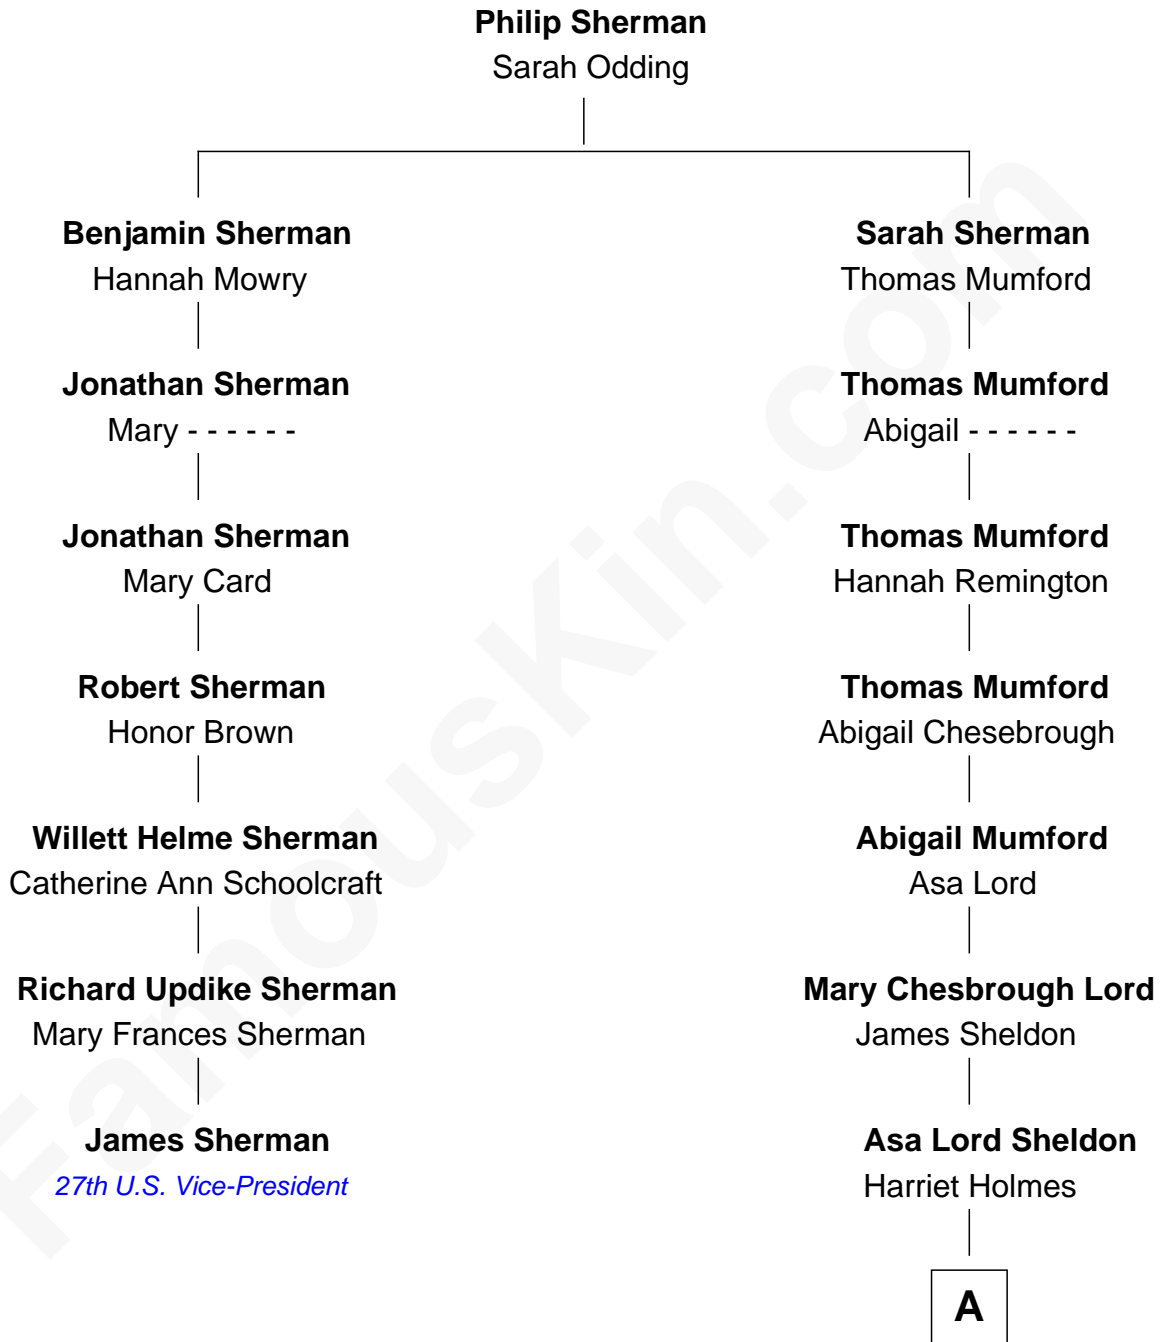 Philip Sherman
Sarah Odding
Benjamin Sherman
Hannah Mowry
Sarah Sherman
Thomas Mumford
Jonathan Sherman
Mary - - - - - -
Thomas Mumford
Abigail - - - - - -
Jonathan Sherman
Mary Card
Thomas Mumford
Hannah Remington
Robert Sherman
Honor Brown
Thomas Mumford
Abigail Chesebrough
Willett Helme Sherman
Catherine Ann Schoolcraft
Abigail Mumford
Asa Lord
Richard Updike Sherman
Mary Frances Sherman
Mary Chesbrough Lord
James Sheldon
James Sherman
27th U.S. Vice-President
Asa Lord Sheldon
Harriet Holmes
A
FamousKin.com